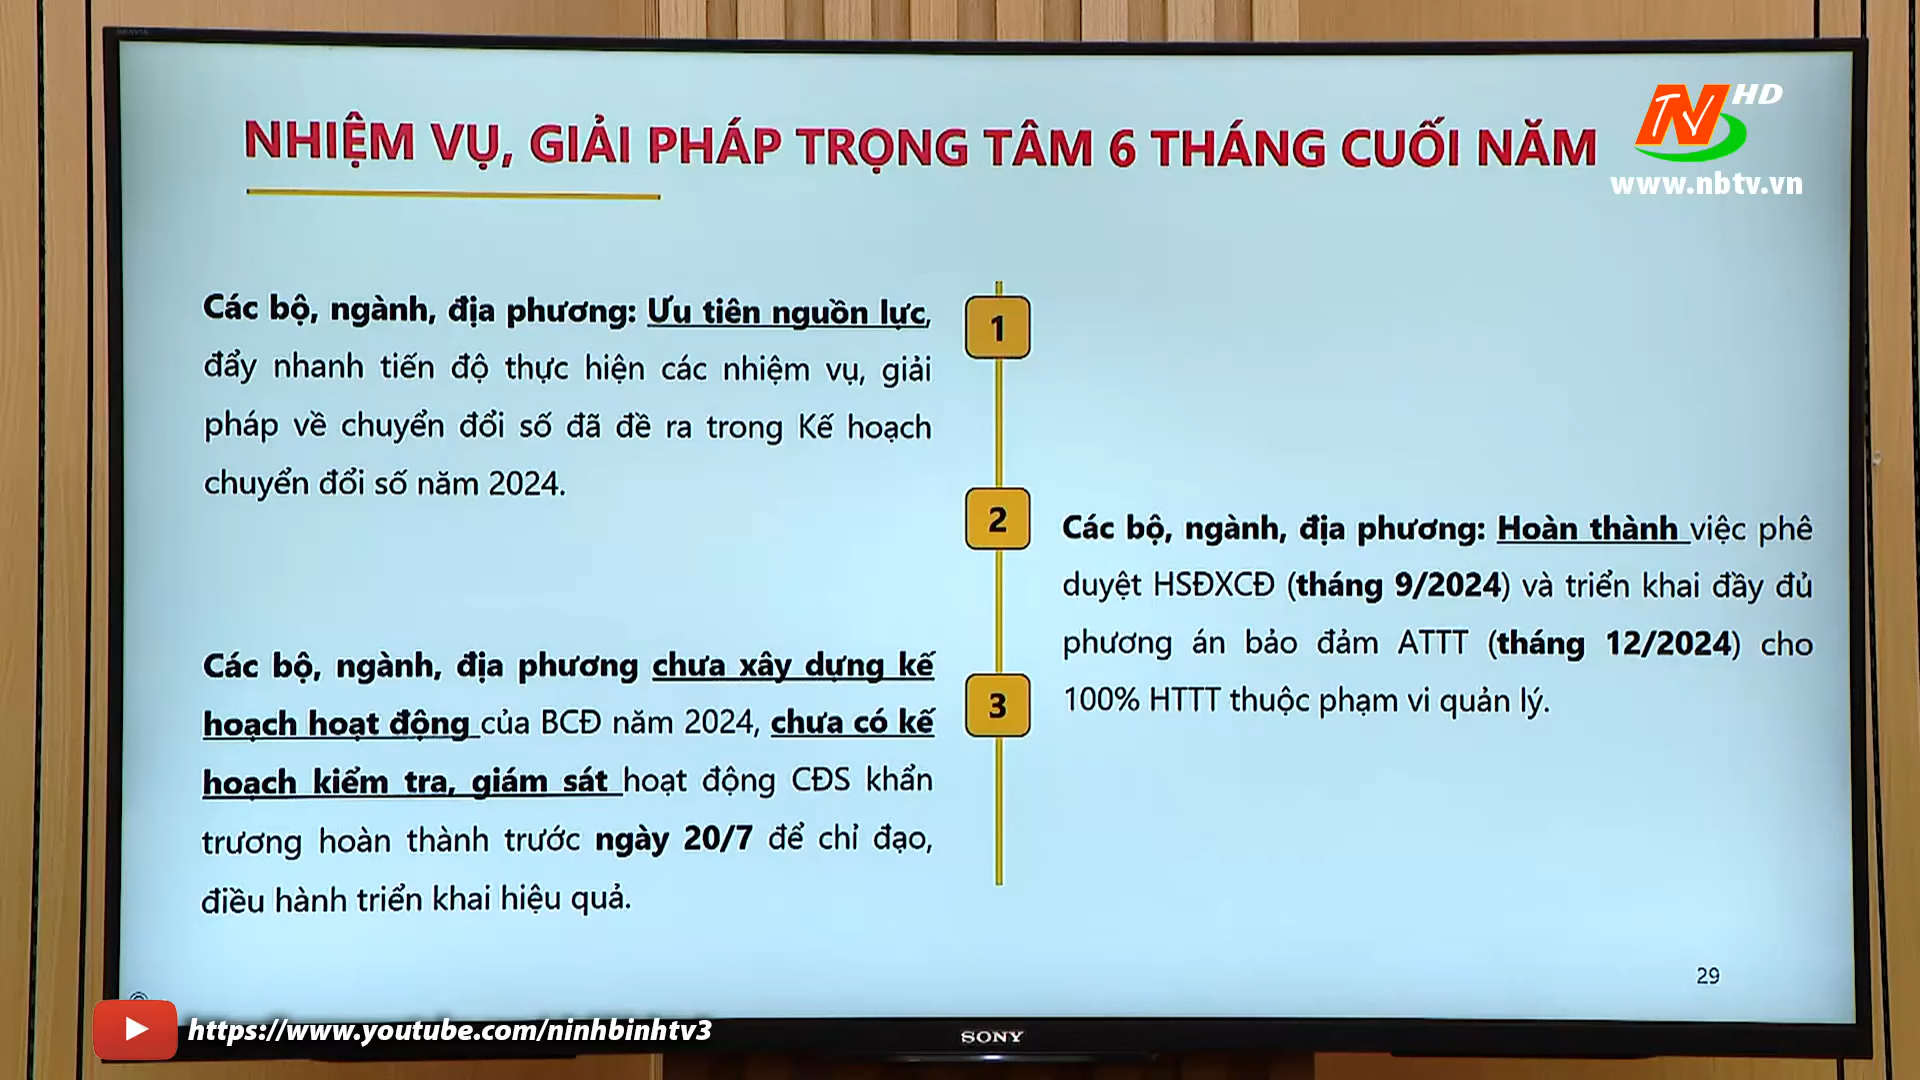 NHIỆM VỤ, GIẢI PHÁP TRỌNG TÂM 6 THÁNG CUỐI NĂM
TV
N
HD
www.nbtv.vn
Các bộ, ngành, địa phương: Ưu tiên nguồn lực,
đẩy nhanh tiến độ thực hiện các nhiệm vụ, giải
pháp về chuyển đổi số đã đề ra trong Kế hoạch
chuyển đổi số năm 2024.
1
2
Các bộ, ngành, địa phương: Hoàn thành việc phê
duyệt HSĐXCĐ (tháng 9/2024) và triển khai đầy đủ
phương án bảo đảm ATTT (tháng 12/2024) cho
100% HTTT thuộc phạm vi quản lý.
3
Các bộ, ngành, địa phương chưa xây dựng kế
hoạch hoạt động của BCĐ năm 2024, chưa có kế
hoạch kiểm tra, giám sát hoạt động CĐS khẩn
trương hoàn thành trước ngày 20/7 để chỉ đạo,
điều hành triển khai hiệu quả.
29
https://www.youtube.com/ninhbinhtv3
SONY